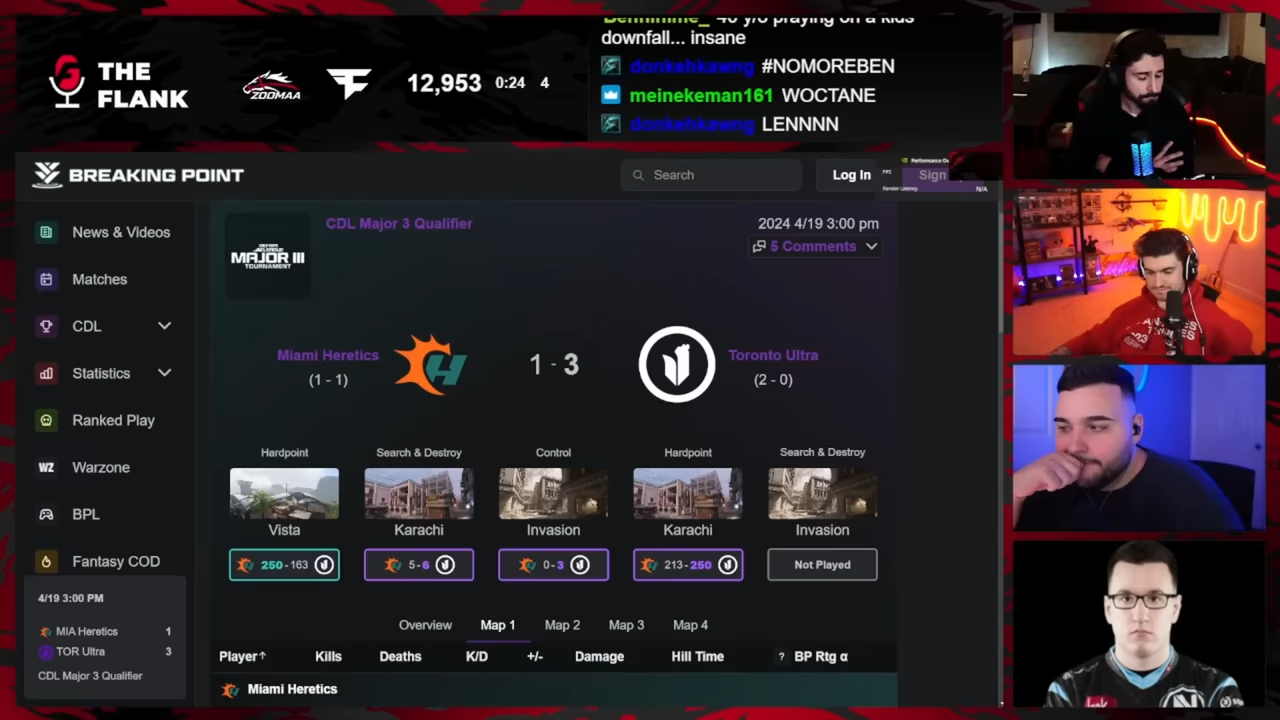 Bennimime_ 40 y/o praying on a kids
downfall... insane
donkehkawng #NOMOREBEN
meinekeman161 WOCTANE
donkehkawng LENNNN
THE
FLANK
ZOOMAA
12,953 0:24 4
BREAKING POINT
Search
Log In
Sign
Performance
N/A
News & Videos
Matches
CDL
Statistics
Ranked Play
WZ Warzone
BPL
Fantasy COD
4/19 3:00 PM
MIA Heretics 1
TOR Ultra 3
CDL Major 3 Qualifier
MAJOR III
TOURNAMENT
CDL Major 3 Qualifier
2024 4/19 3:00 pm
5 Comments
Miami Heretics
(1 - 1)
H
1 - 3
Toronto Ultra
(2 - 0)
Hardpoint Search & Destroy Control Hardpoint Search & Destroy
Vista Karachi Invasion Karachi Invasion
250 - 163 5 - 6 0 - 3 213 - 250 Not Played
Overview Map 1 Map 2 Map 3 Map 4
Player↑ Kills Deaths K/D +/- Damage Hill Time ? BP Rtg α
Miami Heretics